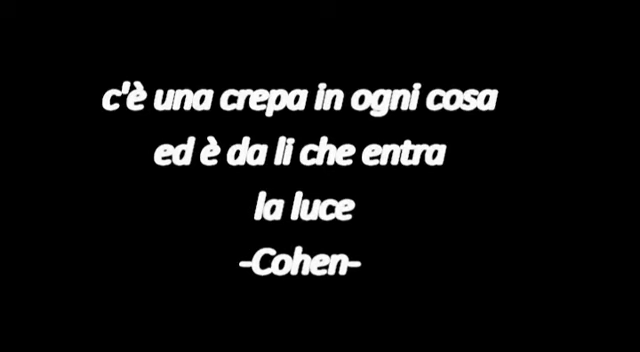 c'è una crepa in ogni cosa
ed è da li che entra
la luce
-Cohen-